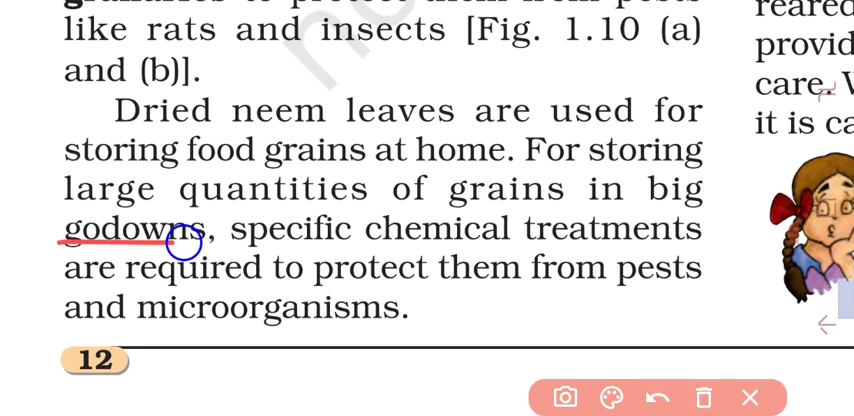 like rats and insects [Fig. 1.10 (a)
and (b)].
Dried neem leaves are used for
storing food grains at home. For storing
large quantities of grains in big
godowns, specific chemical treatments
are required to protect them from pests
and microorganisms.
12
reared
provid
care.
it is ca